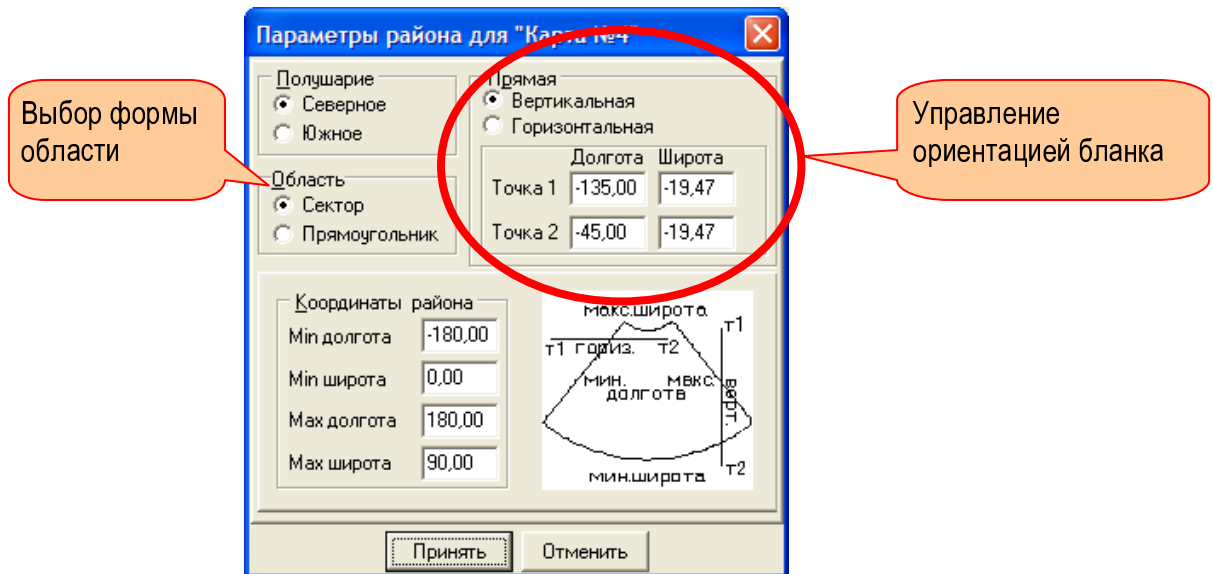 Параметры района для "Карта №4"
Выбор формы
области
Полушарие
Северное
Южное
Область
Сектор
Прямоугольник
Прямая
Вертикальная
Горизонтальная
Долгота Широта
Точка 1 -135,00 -19,47
Точка 2 -45,00 -19,47
Управление
ориентацией бланка
Координаты района
Min долгота -180,00
Min широта 0,00
Max долгота 180,00
Max широта 90,00
макс.широта
т1
т1 гориз. т2
мин. макс.
долгота
верт.
т2
мин.широта
Принять Отменить